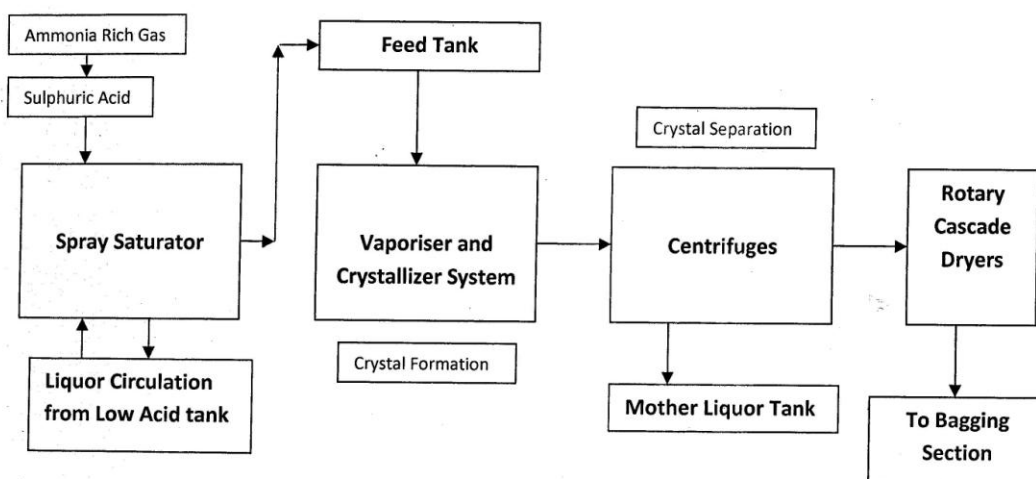 Ammonia Rich Gas
Sulphuric Acid
Spray Saturator
Liquor Circulation
from Low Acid tank
Feed Tank
Vaporiser and
Crystallizer System
Crystal Formation
Crystal Separation
Centrifuges
Mother Liquor Tank
Rotary
Cascade
Dryers
To Bagging
Section